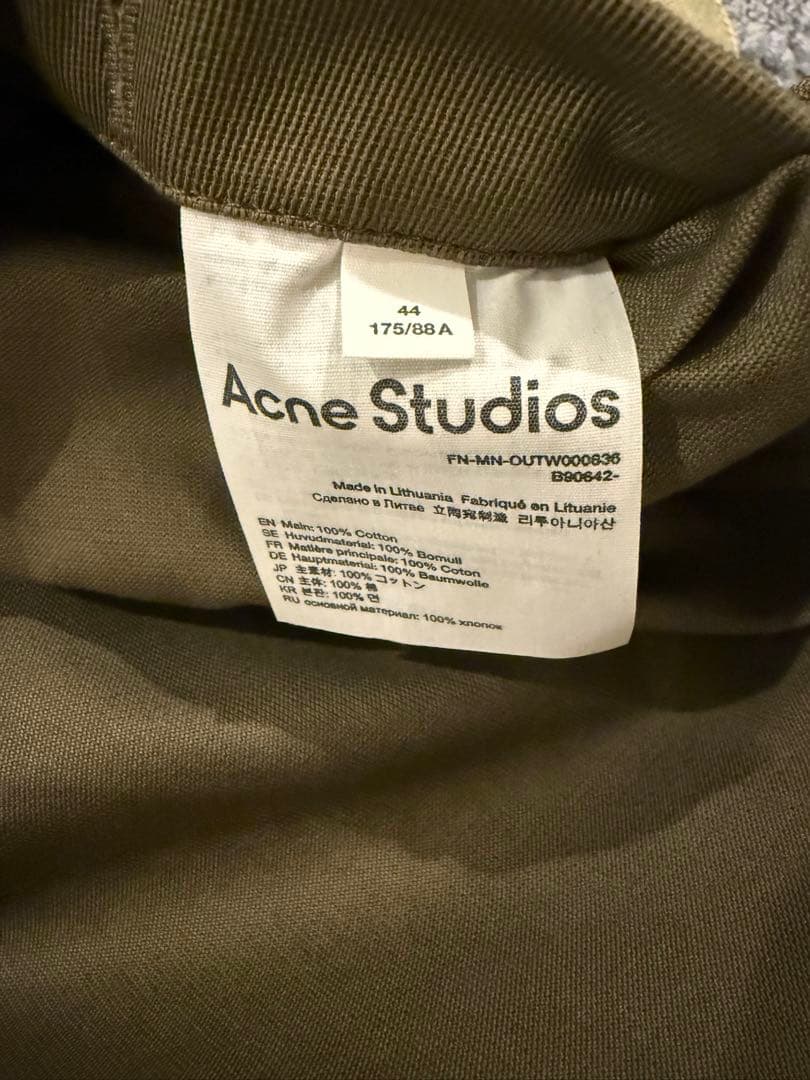 44
175/88A
Acne Studios
FN-MN-OUTW000836
B90642-
Made in Lithuania Fabriqué en Lituanie
Сделано в Литве 立陶宛制造 리투아니아산
EN Main: 100% Cotton
SE Huvudmaterial: 100% Bomull
FR Matière principale: 100% Coton
DE Hauptmaterial: 100% Baumwolle
JP 主素材: 100% コットン
CN 主体: 100% 棉
KR 본판: 100% 면
RU основной материал: 100% хлопок